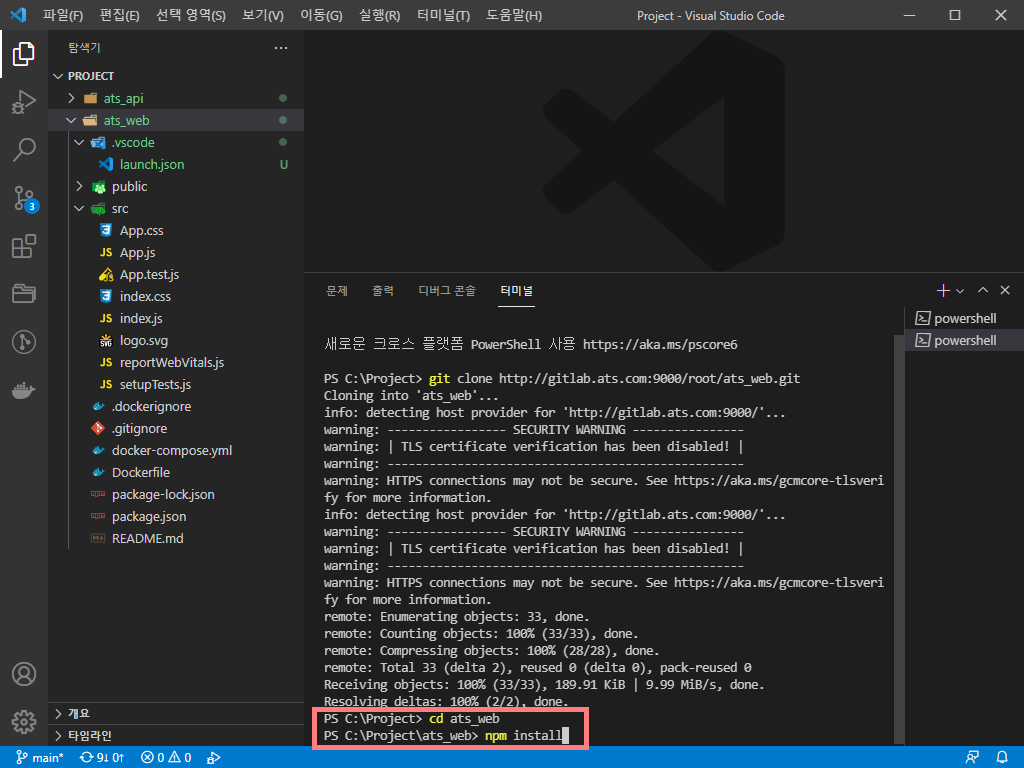 파일(F) 편집(E) 선택 영역(S) 보기(V) 이동(G) 실행(R) 터미널(T) 도움말(H) Project - Visual Studio Code
탐색기
PROJECT
ats_api
ats_web
.vscode
launch.json U
public
src
App.css
JS App.js
App.test.js
index.css
JS index.js
SVG logo.svg
JS reportWebVitals.js
JS setupTests.js
.dockerignore
.gitignore
docker-compose.yml
Dockerfile
package-lock.json
package.json
README.md
개요
타임라인
3
문제 출력 디버그 콘솔 터미널
powershell
powershell
새로운 크로스 플랫폼 PowerShell 사용 https://aka.ms/pscore6
PS C:\Project> git clone http://gitlab.ats.com:9000/root/ats_web.git
Cloning into 'ats_web'...
info: detecting host provider for 'http://gitlab.ats.com:9000/'...
warning: ----------------- SECURITY WARNING ----------------
warning: | TLS certificate verification has been disabled! |
warning: ---------------------------------------------------
warning: HTTPS connections may not be secure. See https://aka.ms/gcmcore-tlsveri
fy for more information.
info: detecting host provider for 'http://gitlab.ats.com:9000/'...
warning: ----------------- SECURITY WARNING ----------------
warning: | TLS certificate verification has been disabled! |
warning: ---------------------------------------------------
warning: HTTPS connections may not be secure. See https://aka.ms/gcmcore-tlsveri
fy for more information.
remote: Enumerating objects: 33, done.
remote: Counting objects: 100% (33/33), done.
remote: Compressing objects: 100% (28/28), done.
remote: Total 33 (delta 2), reused 0 (delta 0), pack-reused 0
Receiving objects: 100% (33/33), 189.91 KiB | 9.99 MiB/s, done.
Resolving deltas: 100% (2/2), done.
PS C:\Project> cd ats_web
PS C:\Project\ats_web> npm install
main* 9↓ 0↑ 0 0